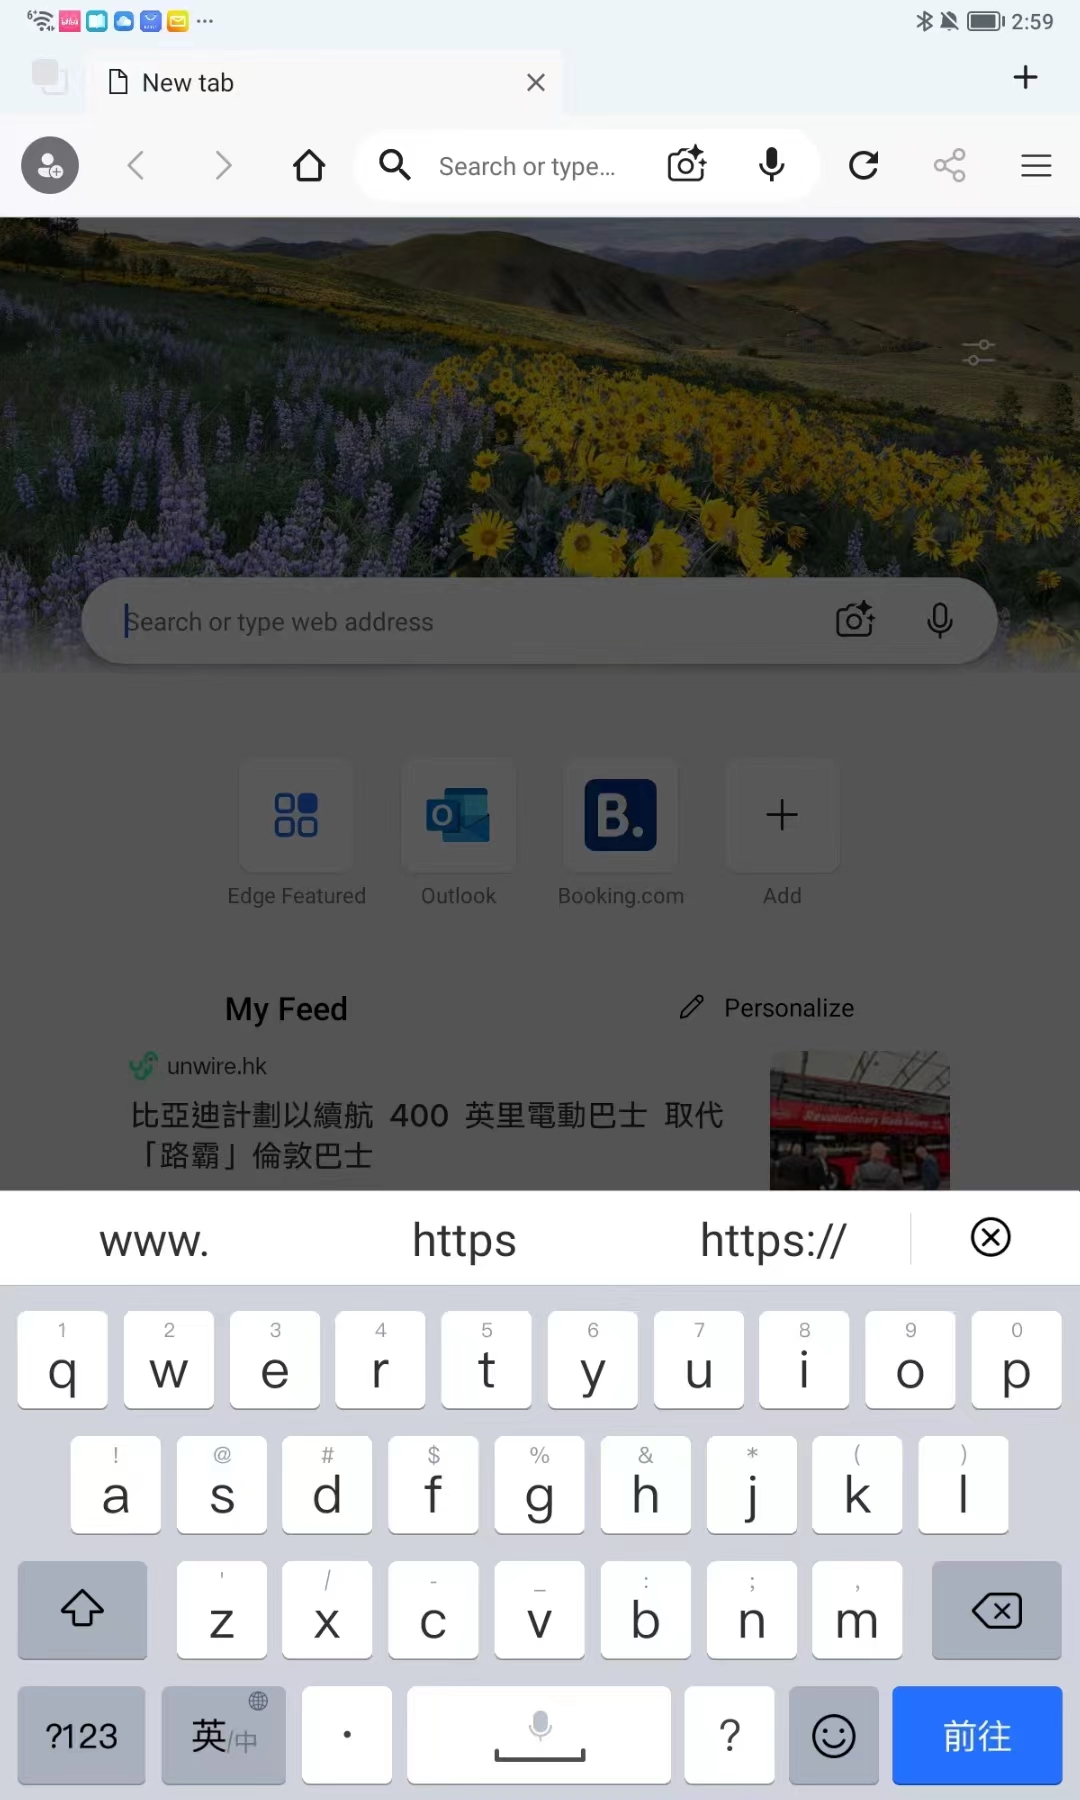 2:59
New tab
Search or type...
Search or type web address
B.
Edge Featured
Outlook
Booking.com
Add
My Feed
Personalize
unwire.hk
比亞迪計劃以續航 400 英里電動巴士 取代
「路霸」倫敦巴士
www.
https
https://
1 2 3 4 5 6 7 8 9 0
q w e r t y u i o p
! @ # $ % & * ( )
a s d f g h j k l
' / - _ : ; ,
z x c v b n m
?123
英/中
·
?
前往